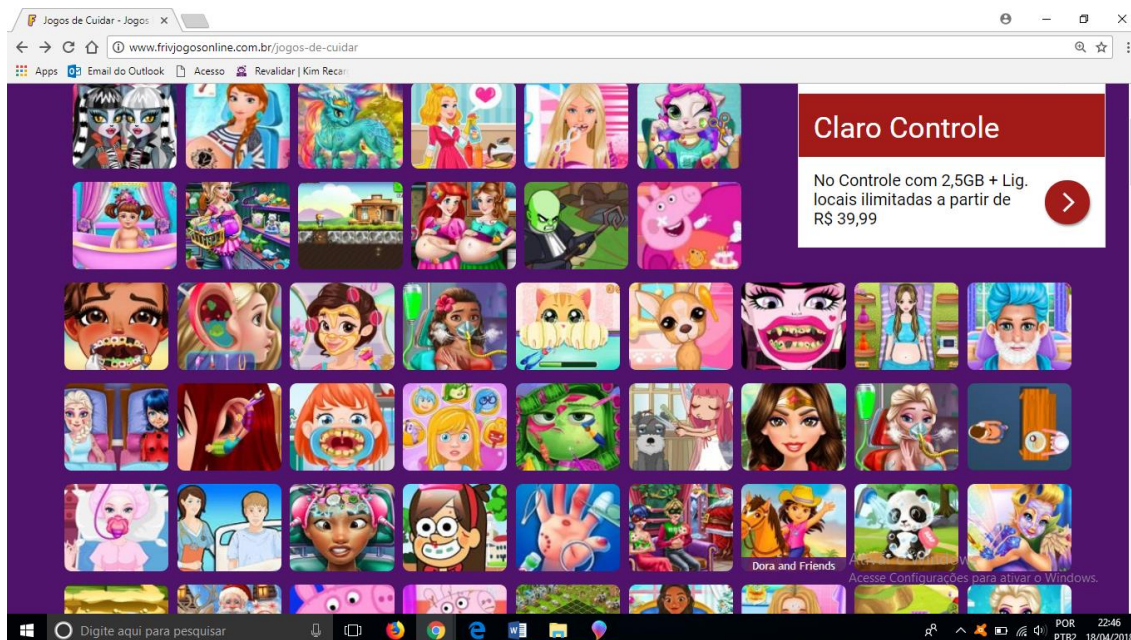 Jogos de Cuidar - Jogos
www.frivjogosonline.com.br/jogos-de-cuidar
Apps Email do Outlook Acesso Revalidar | Kim Recan
Claro Controle
No Controle com 2,5GB + Lig.
locais ilimitadas a partir de
R$ 39,99
Dora and Friends
Acesse Configurações para ativar o Windows.
Digite aqui para pesquisar
POR 22:46
PTB2 18/04/201